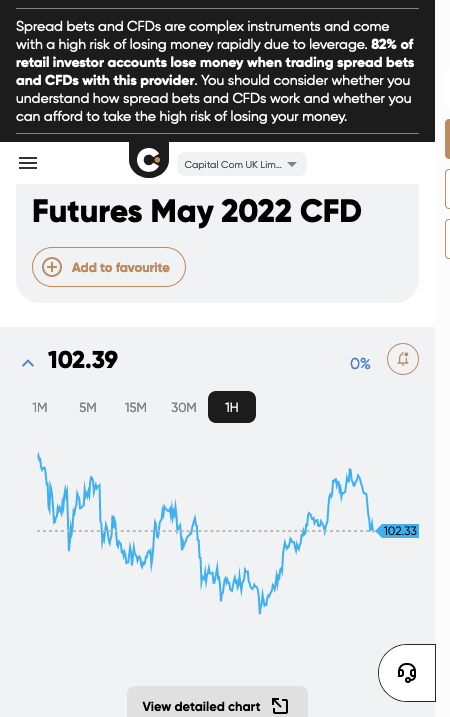 Spread bets and CFDs are complex instruments and come
with a high risk of losing money rapidly due to leverage. 82% of
retail investor accounts lose money when trading spread bets
and CFDs with this provider. You should consider whether you
understand how spread bets and CFDs work and whether you
can afford to take the high risk of losing your money.
Capital Com UK Lim...
Futures May 2022 CFD
Add to favourite
102.39
0%
1M 5M 15M 30M 1H
102.33
View detailed chart